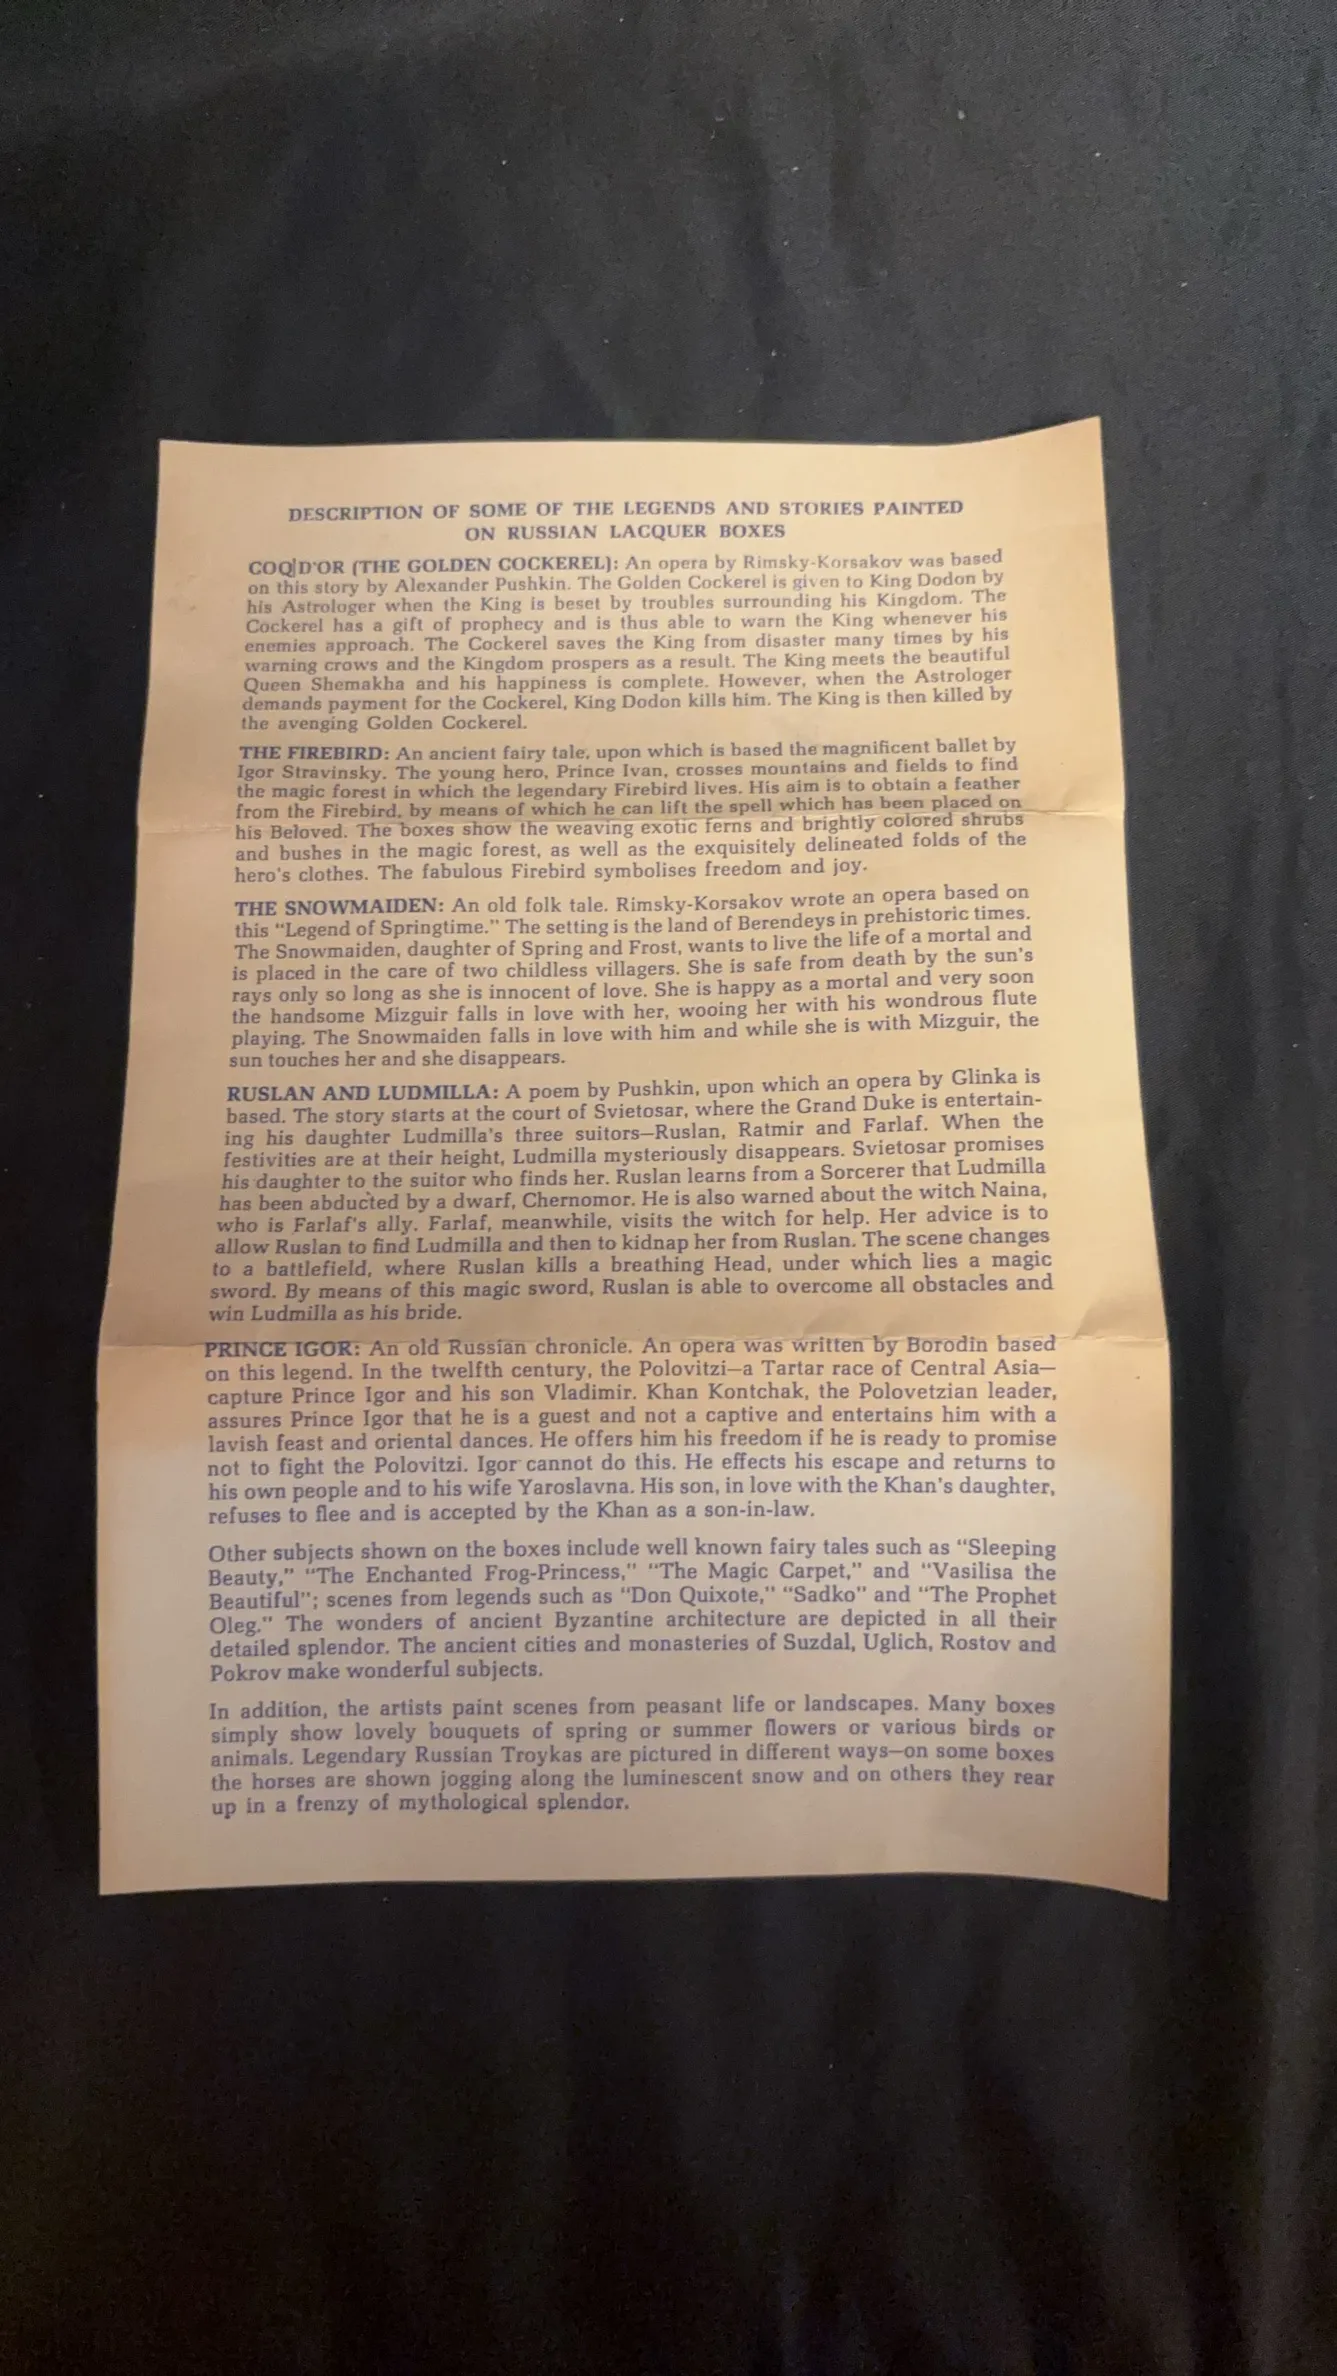 DESCRIPTION OF SOME OF THE LEGENDS AND STORIES PAINTED
ON RUSSIAN LACQUER BOXES
COQ|D'OR (THE GOLDEN COCKEREL): An opera by Rimsky-Korsakov was based
on this story by Alexander Pushkin. The Golden Cockerel is given to King Dodon by
his Astrologer when the King is beset by troubles surrounding his Kingdom. The
Cockerel has a gift of prophecy and is thus able to warn the King whenever his
enemies approach. The Cockerel saves the King from disaster many times by his
warning crows and the Kingdom prospers as a result. The King meets the beautiful
Queen Shemakha and his happiness is complete. However, when the Astrologer
demands payment for the Cockerel, King Dodon kills him. The King is then killed by
the avenging Golden Cockerel.
THE FIREBIRD: An ancient fairy tale, upon which is based the magnificent ballet by
Igor Stravinsky. The young hero, Prince Ivan, crosses mountains and fields to find
the magic forest in which the legendary Firebird lives. His aim is to obtain a feather
from the Firebird, by means of which he can lift the spell which has been placed on
his Beloved. The boxes show the weaving exotic ferns and brightly colored shrubs
and bushes in the magic forest, as well as the exquisitely delineated folds of the
hero's clothes. The fabulous Firebird symbolises freedom and joy.
THE SNOWMAIDEN: An old folk tale. Rimsky-Korsakov wrote an opera based on
this "Legend of Springtime." The setting is the land of Berendeys in prehistoric times.
The Snowmaiden, daughter of Spring and Frost, wants to live the life of a mortal and
is placed in the care of two childless villagers. She is safe from death by the sun's
rays only so long as she is innocent of love. She is happy as a mortal and very soon
the handsome Mizguir falls in love with her, wooing her with his wondrous flute
playing. The Snowmaiden falls in love with him and while she is with Mizguir, the
sun touches her and she disappears.
RUSLAN AND LUDMILLA: A poem by Pushkin, upon which an opera by Glinka is
based. The story starts at the court of Svietosar, where the Grand Duke is entertain-
ing his daughter Ludmilla's three suitors—Ruslan, Ratmir and Farlaf. When the
festivities are at their height, Ludmilla mysteriously disappears. Svietosar promises
his daughter to the suitor who finds her. Ruslan learns from a Sorcerer that Ludmilla
has been abducted by a dwarf, Chernomor. He is also warned about the witch Naina,
who is Farlaf's ally. Farlaf, meanwhile, visits the witch for help. Her advice is to
allow Ruslan to find Ludmilla and then to kidnap her from Ruslan. The scene changes
to a battlefield, where Ruslan kills a breathing Head, under which lies a magic
sword. By means of this magic sword, Ruslan is able to overcome all obstacles and
win Ludmilla as his bride.
PRINCE IGOR: An old Russian chronicle. An opera was written by Borodin based
on this legend. In the twelfth century, the Polovitzi—a Tartar race of Central Asia—
capture Prince Igor and his son Vladimir. Khan Kontchak, the Polovetzian leader,
assures Prince Igor that he is a guest and not a captive and entertains him with a
lavish feast and oriental dances. He offers him his freedom if he is ready to promise
not to fight the Polovitzi. Igor cannot do this. He effects his escape and returns to
his own people and to his wife Yaroslavna. His son, in love with the Khan's daughter,
refuses to flee and is accepted by the Khan as a son-in-law.
Other subjects shown on the boxes include well known fairy tales such as "Sleeping
Beauty," "The Enchanted Frog-Princess," "The Magic Carpet," and "Vasilisa the
Beautiful"; scenes from legends such as "Don Quixote," "Sadko" and "The Prophet
Oleg." The wonders of ancient Byzantine architecture are depicted in all their
detailed splendor. The ancient cities and monasteries of Suzdal, Uglich, Rostov and
Pokrov make wonderful subjects.
In addition, the artists paint scenes from peasant life or landscapes. Many boxes
simply show lovely bouquets of spring or summer flowers or various birds or
animals. Legendary Russian Troykas are pictured in different ways—on some boxes
the horses are shown jogging along the luminescent snow and on others they rear
up in a frenzy of mythological splendor.